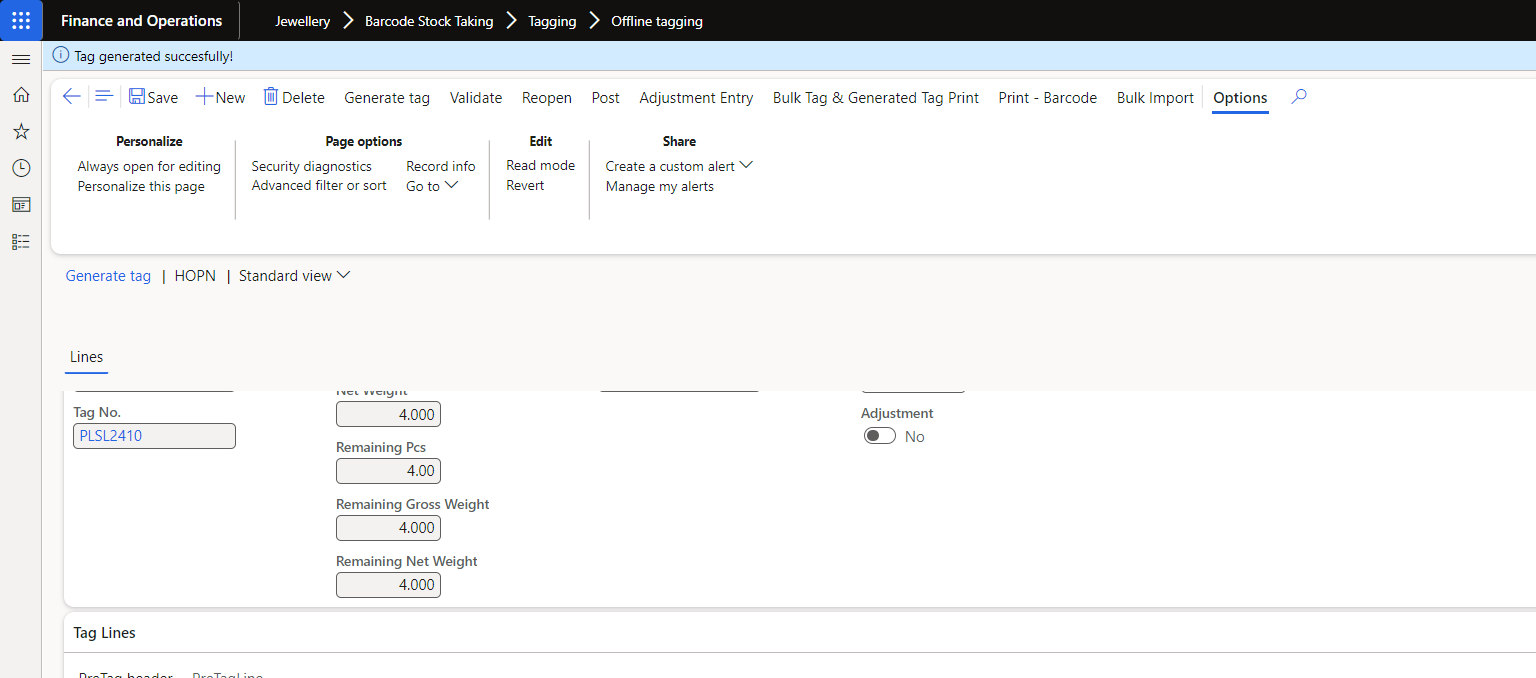 Finance and Operations
Jewellery > Barcode Stock Taking > Tagging > Offline tagging
Tag generated succesfully!
Save New Delete Generate tag Validate Reopen Post Adjustment Entry Bulk Tag & Generated Tag Print Print - Barcode Bulk Import Options
Personalize
Always open for editing
Personalize this page
Page options
Security diagnostics
Advanced filter or sort
Record info
Go to
Edit
Read mode
Revert
Share
Create a custom alert
Manage my alerts
Generate tag | HOPN | Standard view
Lines
Tag No.
PLSL2410
Net Weight
4.000
Remaining Pcs
4.00
Remaining Gross Weight
4.000
Remaining Net Weight
4.000
Adjustment
No
Tag Lines
ProTag header ProTagLine